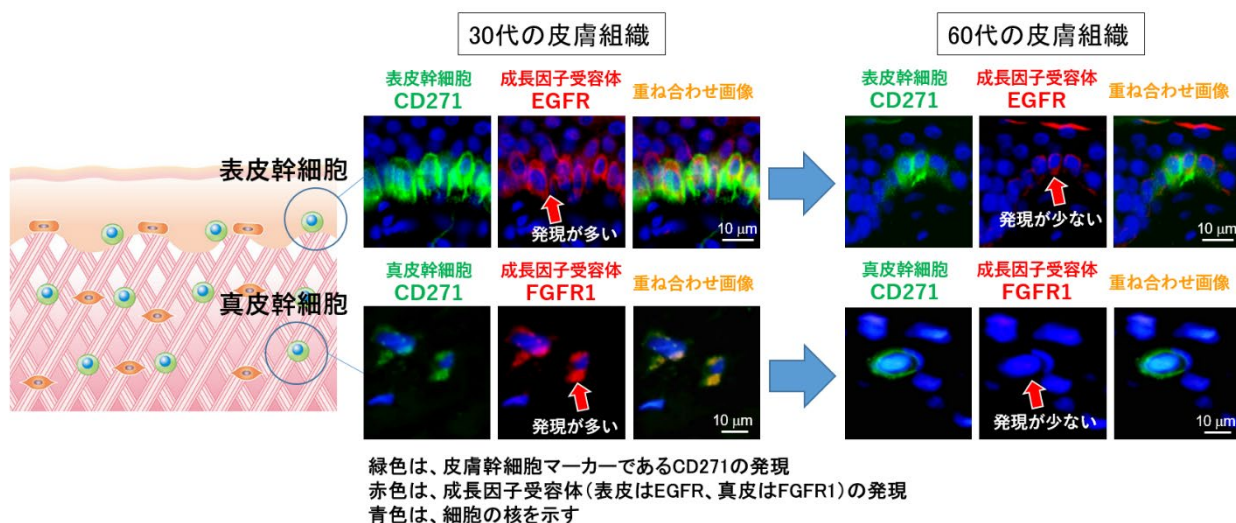 30代の皮膚組織
60代の皮膚組織
表皮幹細胞
CD271
成長因子受容体
EGFR
重ね合わせ画像
表皮幹細胞
CD271
成長因子受容体
EGFR
重ね合わせ画像
表皮幹細胞
発現が多い
10 μm
発現が少ない
10 μm
真皮幹細胞
CD271
成長因子受容体
FGFR1
重ね合わせ画像
真皮幹細胞
CD271
成長因子受容体
FGFR1
重ね合わせ画像
真皮幹細胞
発現が多い
10 μm
発現が少ない
10 μm
緑色は、皮膚幹細胞マーカーであるCD271の発現
赤色は、成長因子受容体(表皮はEGFR、真皮はFGFR1)の発現
青色は、細胞の核を示す